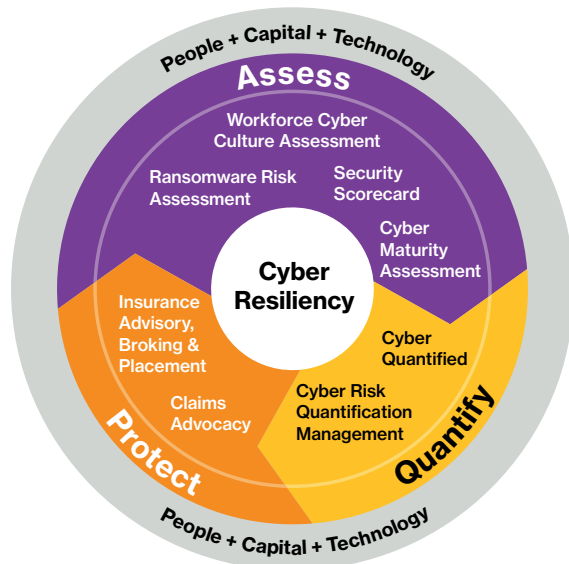 People + Capital + Technology
Assess
Workforce Cyber
Culture Assessment
Ransomware Risk
Assessment
Security
Scorecard
Cyber
Maturity
Assessment
Cyber
Resiliency
Insurance
Advisory,
Broking &
Placement
Claims
Advocacy
Protect
Cyber
Quantified
Cyber Risk
Quantification
Management
Quantify
People + Capital + Technology